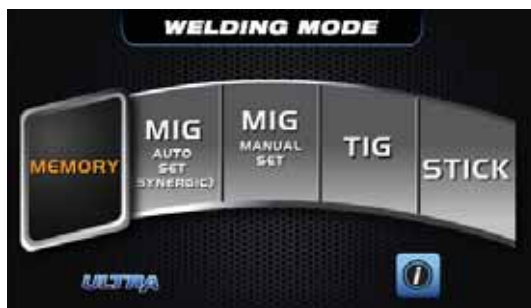 WELDING MODE
MEMORY
MIG
AUTO
SET
SYNERGIC)
MIG
MANUAL
SET
TIG
STICK
ULTRA